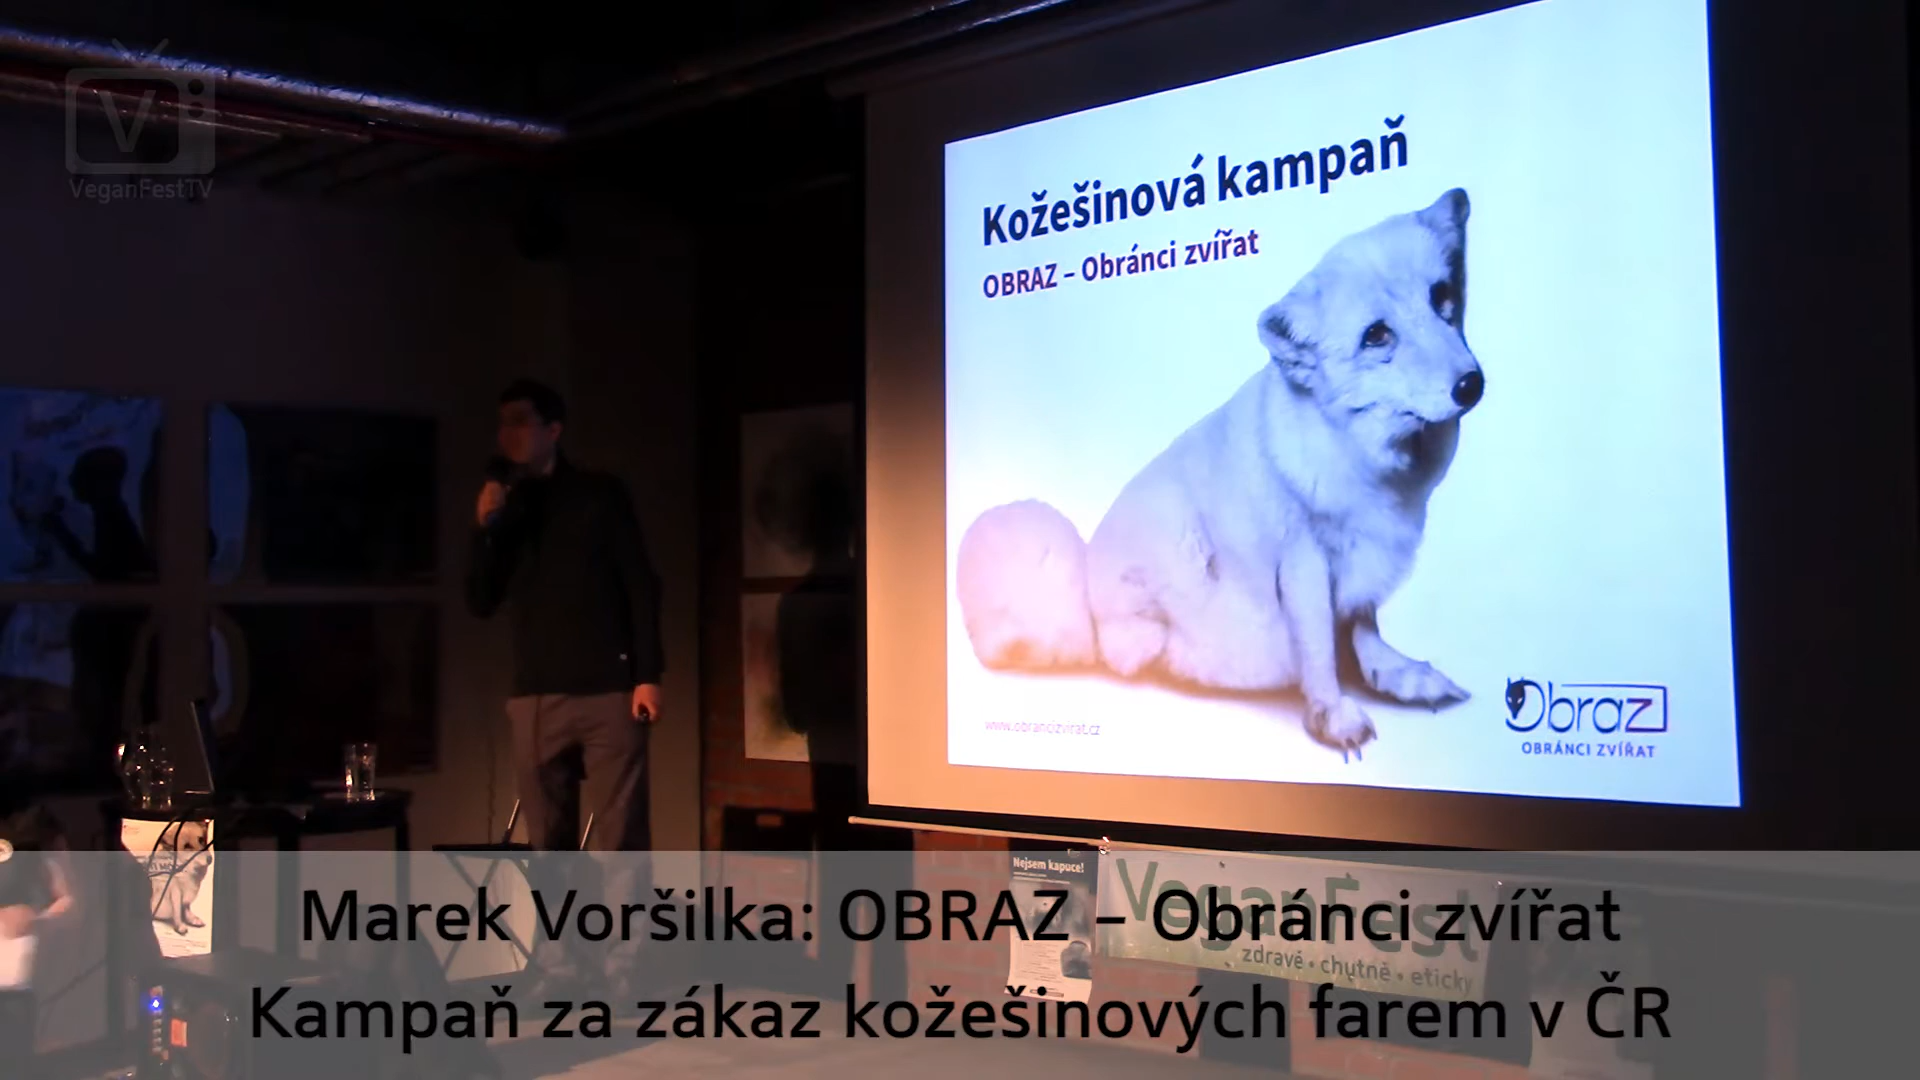 VeganFestTV
Kožešinová kampaň
OBRAZ – Obránci zvířat
www.obrancizvirat.cz
Obraz
OBRÁNCI ZVÍŘAT
Nejsem kapuce!
VeganFest
zdravé • chutně • eticky
Marek Voršilka: OBRAZ – Obránci zvířat
Kampaň za zákaz kožešinových farem v ČR